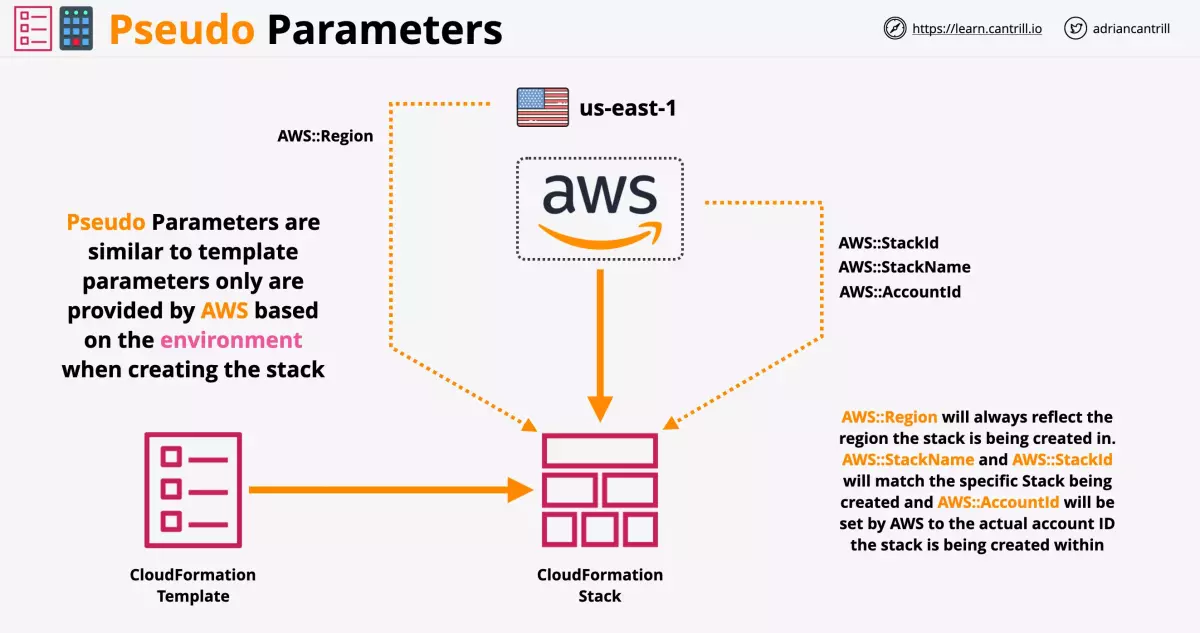 Pseudo Parameters
https://learn.cantrill.io
adriancantrill
us-east-1
AWS::Region
aws
AWS::StackId
AWS::StackName
AWS::AccountId
Pseudo Parameters are
similar to template
parameters only are
provided by AWS based
on the environment
when creating the stack
AWS::Region will always reflect the
region the stack is being created in.
AWS::StackName and AWS::StackId
will match the specific Stack being
created and AWS::AccountId will be
set by AWS to the actual account ID
the stack is being created within
CloudFormation
Template
CloudFormation
Stack